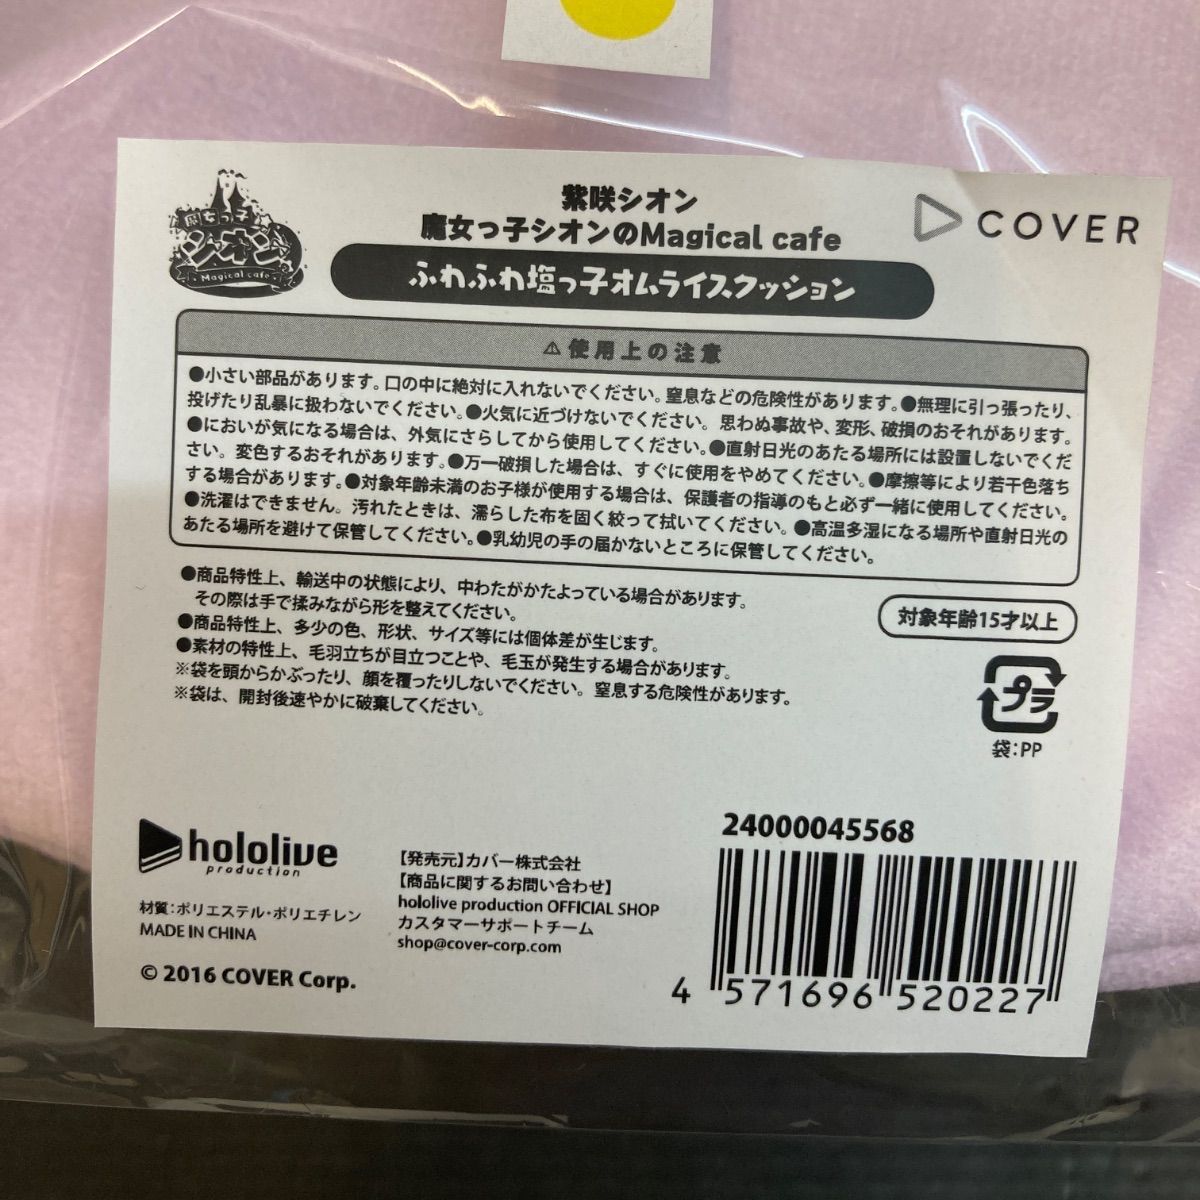 魔女っ子
シオン
Magical cafe
紫咲シオン
魔女っ子シオンのMagical cafe
COVER
ふわふわ塩っ子オムライスクッション
⚠使用上の注意
●小さい部品があります。口の中に絶対に入れないでください。窒息などの危険性があります。●無理に引っ張ったり、
投げたり乱暴に扱わないでください。●火気に近づけないでください。思わぬ事故や、変形、破損のおそれがあります。
●においが気になる場合は、外気にさらしてから使用してください。●直射日光のあたる場所には設置しないでくだ
さい。変色するおそれがあります。●万一破損した場合は、すぐに使用をやめてください。●摩擦等により若干色落ち
する場合があります。●対象年齢未満のお子様が使用する場合は、保護者の指導のもと必ず一緒に使用してください。
●洗濯はできません。汚れたときは、濡らした布を固く絞って拭いてください。●高温多湿になる場所や直射日光の
あたる場所を避けて保管してください。●乳幼児の手の届かないところに保管してください。
●商品特性上、輸送中の状態により、中わたがかたよっている場合があります。
その際は手で揉みながら形を整えてください。
●商品特性上、多少の色、形状、サイズ等には個体差が生じます。
●素材の特性上、毛羽立ちが目立つことや、毛玉が発生する場合があります。
※袋を頭からかぶったり、顔を覆ったりしないでください。窒息する危険性があります。
※袋は、開封後速やかに破棄してください。
対象年齢15才以上
プラ
袋:PP
hololive
production
材質:ポリエステル・ポリエチレン
MADE IN CHINA
© 2016 COVER Corp.
【発売元】カバー株式会社
【商品に関するお問い合わせ】
hololive production OFFICIAL SHOP
カスタマーサポートチーム
shop@cover-corp.com
24000045568
4 571696 520227